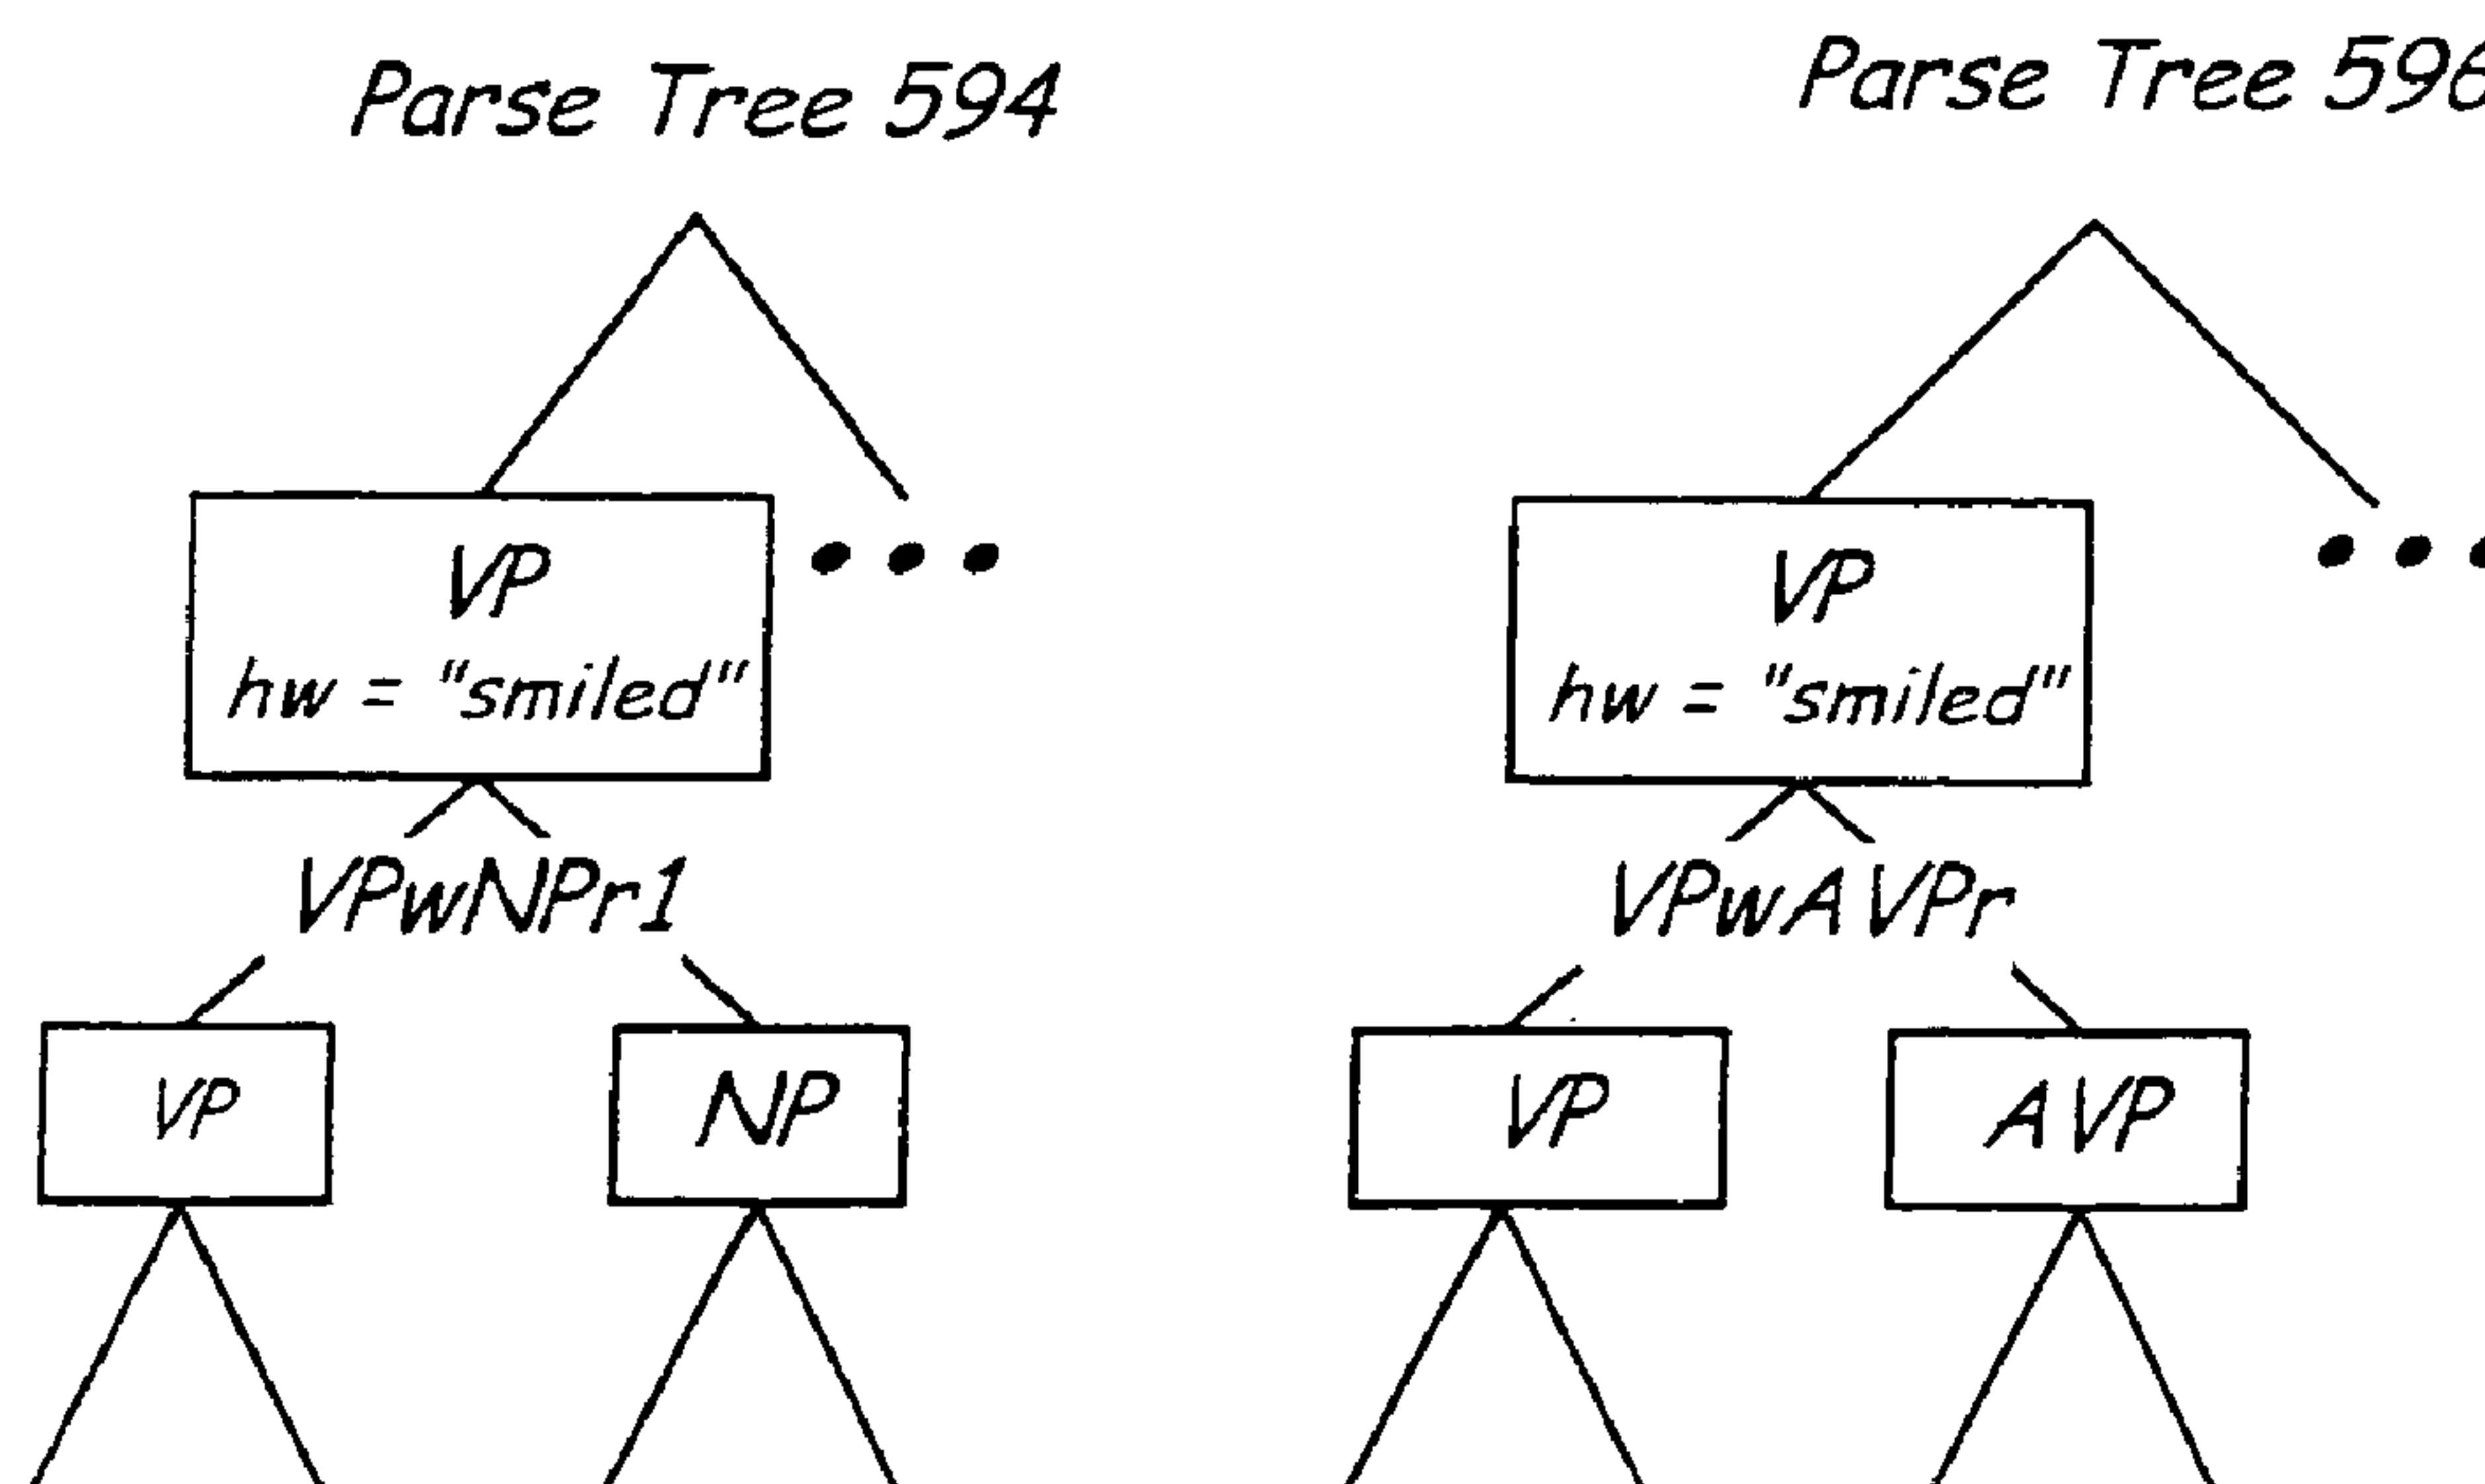 Parse Tree 594
Parse Tree 596
VP
hw = "smiled"
VP
hw = "smiled"
VPwNPr1
VPwAVPr
VP
NP
VP
AVP